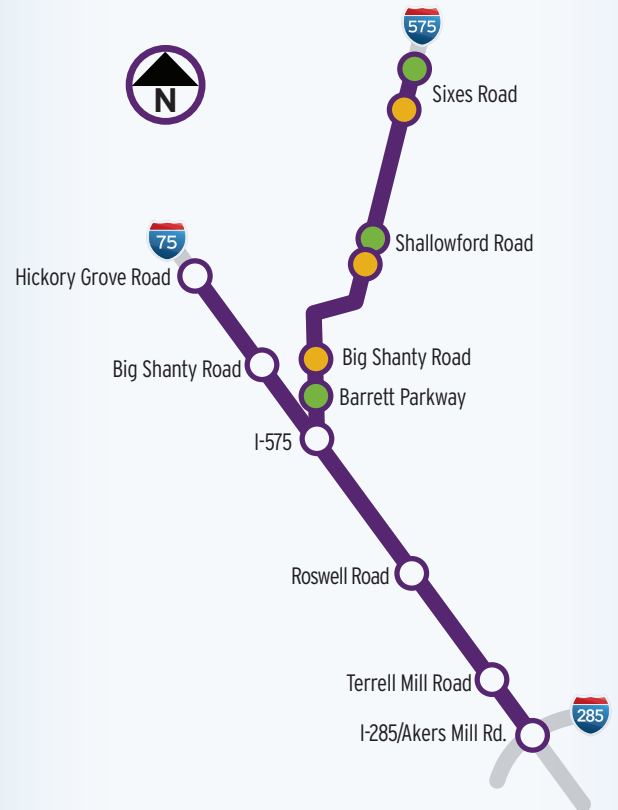 575
N
Sixes Road
75
Shallowford Road
Hickory Grove Road
Big Shanty Road
Big Shanty Road
Barrett Parkway
I-575
Roswell Road
Terrell Mill Road
285
I-285/Akers Mill Rd.